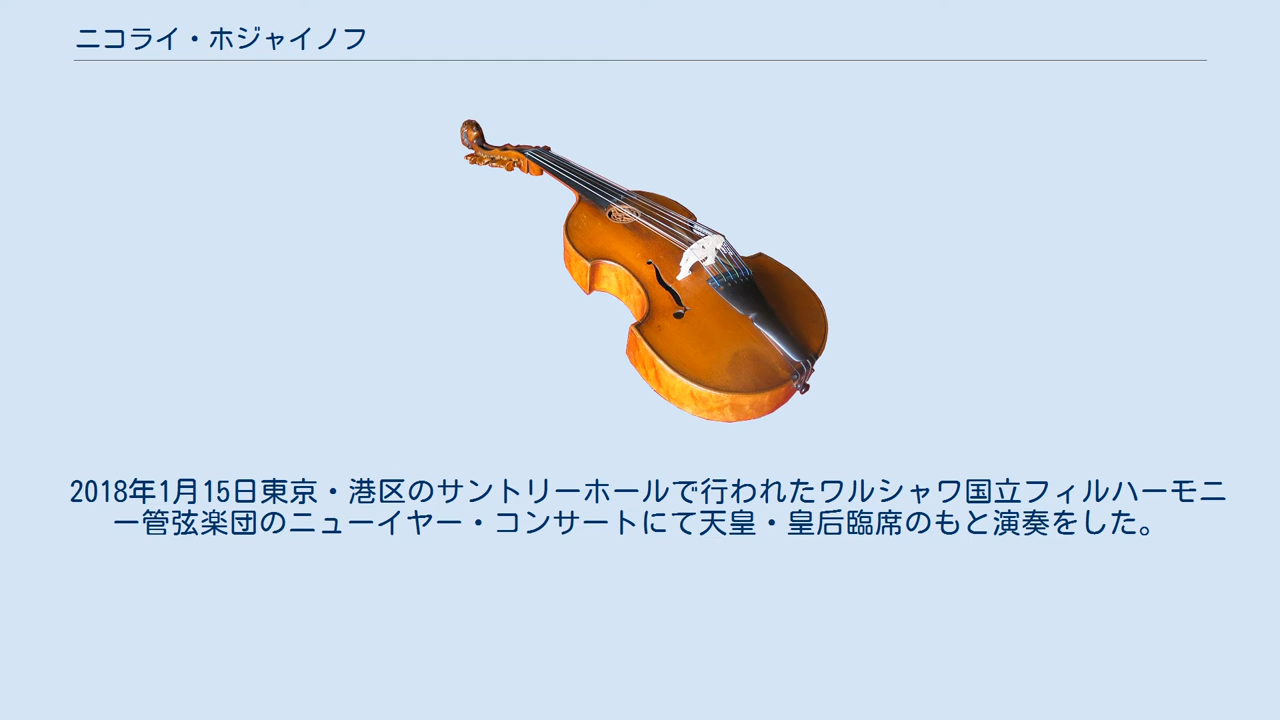 ニコライ・ホジャイノフ
2018年1月15日東京・港区のサントリーホールで行われたワルシャワ国立フィルハーモニ
ー管弦楽団のニューイヤー・コンサートにて天皇・皇后臨席のもと演奏をした。